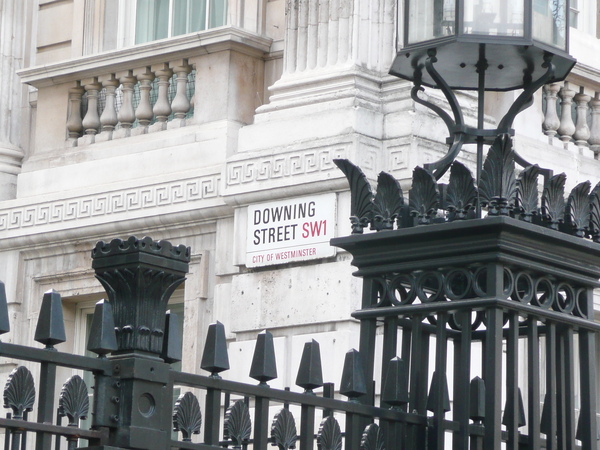 DOWNING
STREET SW1
CITY OF WESTMINSTER